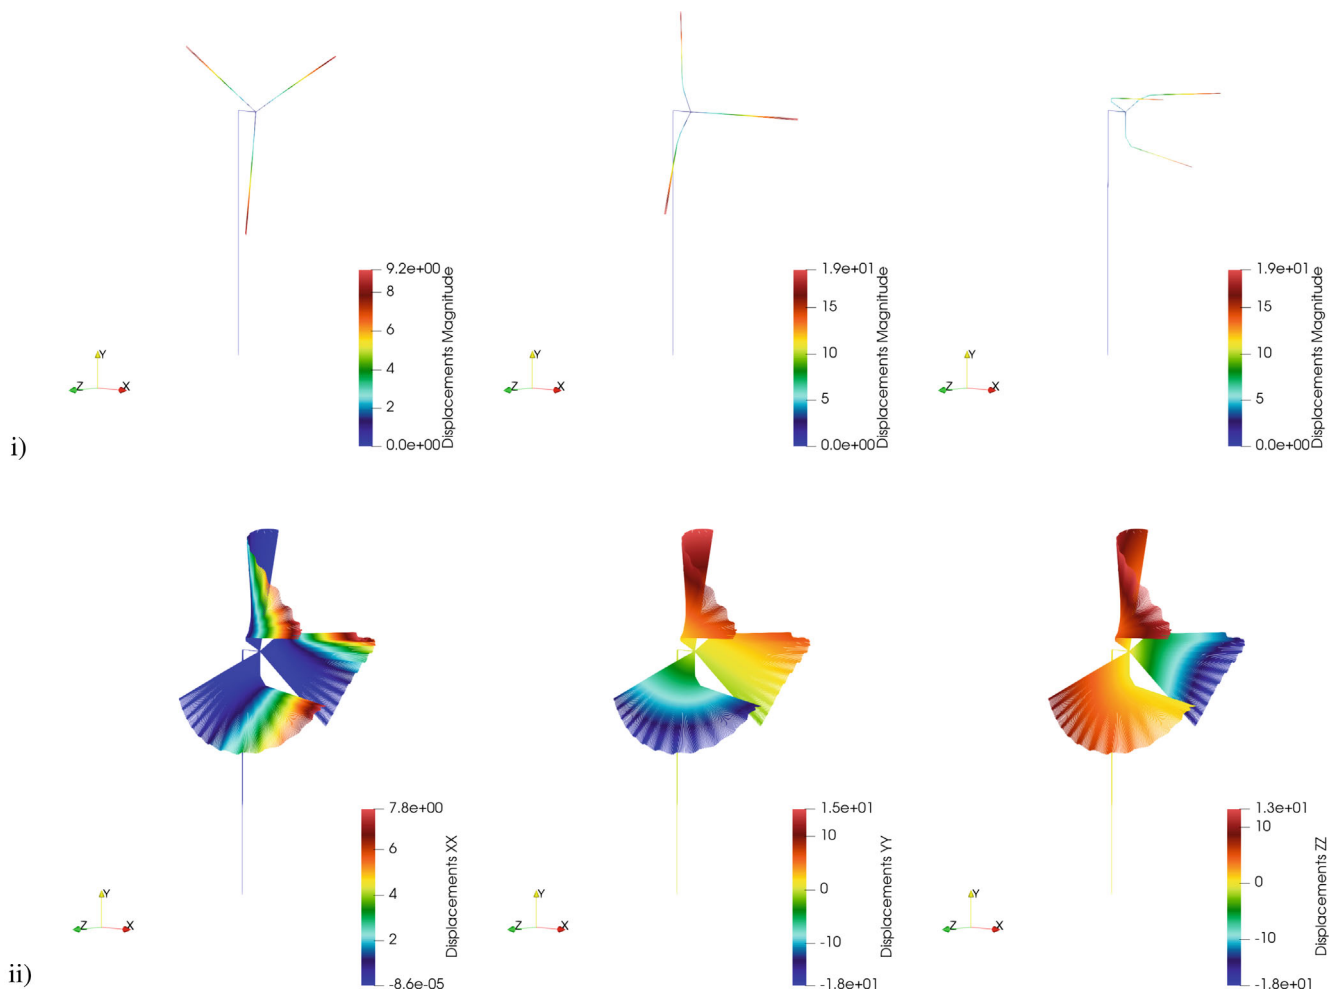 9.2e+00
8
6
4
2
0.0e+00
Displacements Magnitude
Y
Z
X
1.9e+01
15
10
5
0.0e+00
Displacements Magnitude
Y
Z
X
1.9e+01
15
10
5
0.0e+00
Displacements Magnitude
Y
Z
X
i)
7.8e+00
6
4
2
-8.6e-05
Displacements XX
Y
Z
X
1.5e+01
10
0
-10
-1.8e+01
Displacements YY
Y
Z
X
1.3e+01
10
0
-10
-1.8e+01
Displacements ZZ
Y
Z
X
ii)